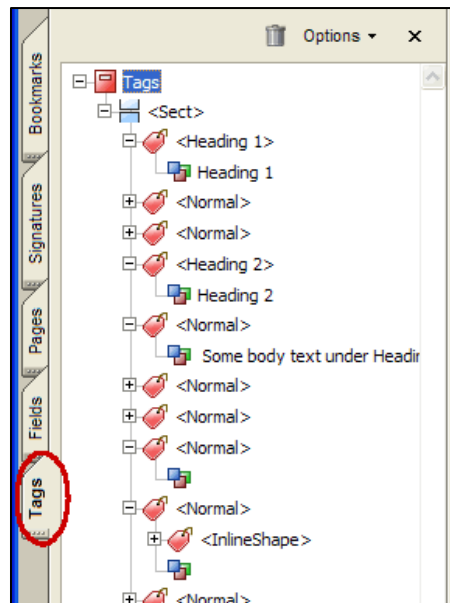 Options
Bookmarks
Signatures
Pages
Fields
Tags
Tags
<Sect>
<Heading 1>
Heading 1
<Normal>
<Normal>
<Heading 2>
Heading 2
<Normal>
Some body text under Headin
<Normal>
<Normal>
<Normal>
<Normal>
<InlineShape>
<Normal>